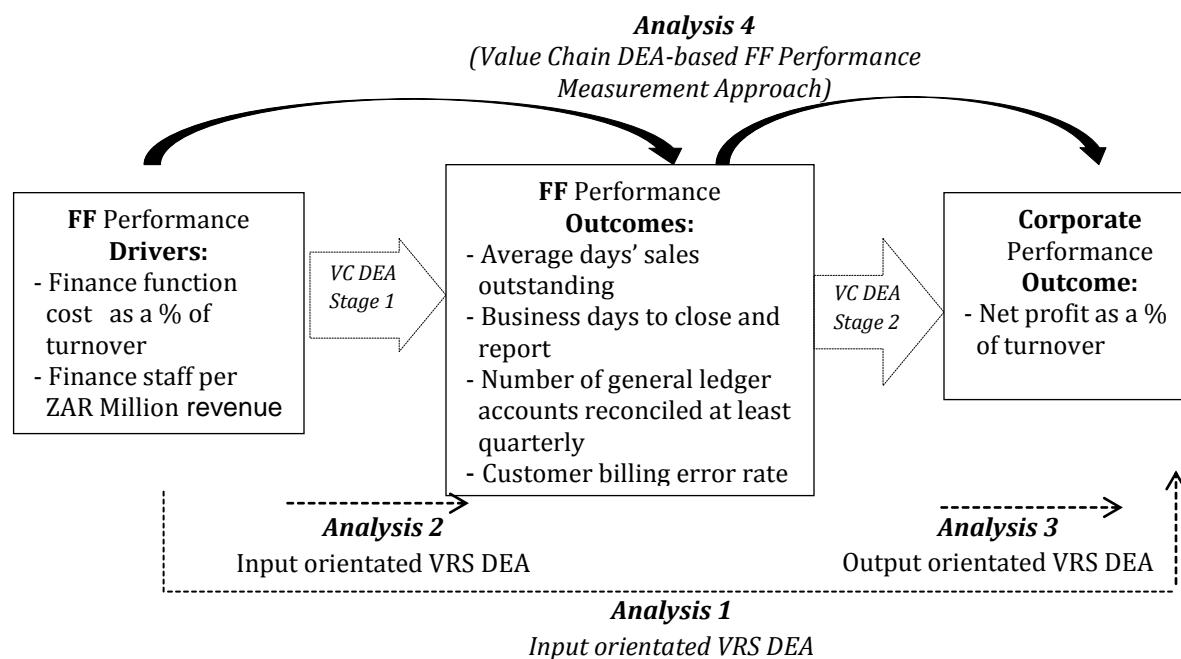 Analysis 4
(Value Chain DEA-based FF Performance
Measurement Approach)
FF Performance
Drivers:
- Finance function
cost as a % of
turnover
- Finance staff per
ZAR Million revenue
VC DEA
Stage 1
FF Performance
Outcomes:
- Average days’ sales
outstanding
- Business days to close and
report
- Number of general ledger
accounts reconciled at least
quarterly
- Customer billing error rate
VC DEA
Stage 2
Corporate
Performance
Outcome:
- Net profit as a %
of turnover
Analysis 2
Input orientated VRS DEA
Analysis 3
Output orientated VRS DEA
Analysis 1
Input orientated VRS DEA